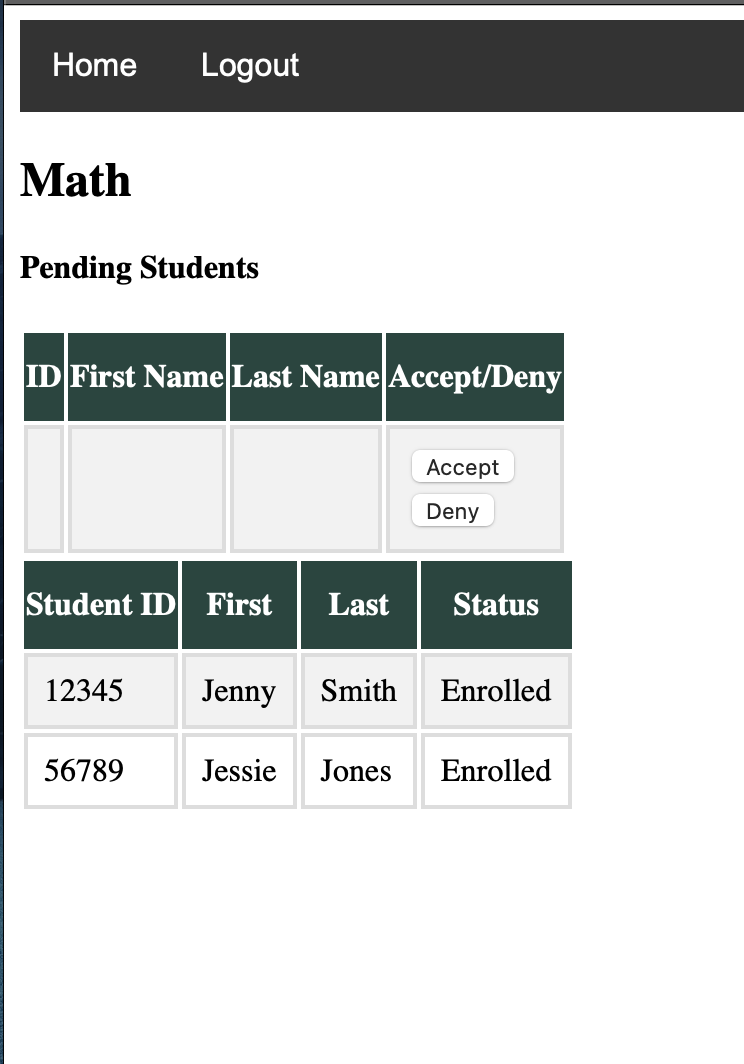 Home Logout
Math
Pending Students
ID First Name Last Name Accept/Deny
Accept
Deny
Student ID First Last Status
12345 Jenny Smith Enrolled
56789 Jessie Jones Enrolled